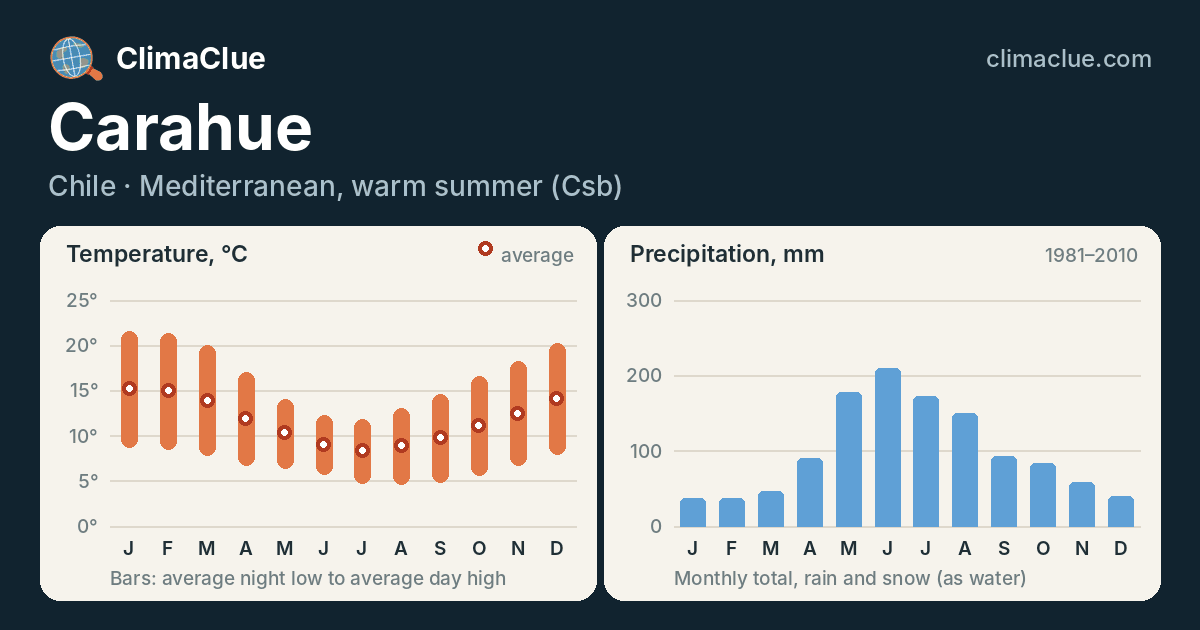 ClimaClue
climaclue.com
Carahue
Chile · Mediterranean, warm summer (Csb)
Temperature, °C
average
25°
20°
15°
10°
5°
0°
J F M A M J J A S O N D
Bars: average night low to average day high
Precipitation, mm
1981–2010
300
200
100
0
J F M A M J J A S O N D
Monthly total, rain and snow (as water)